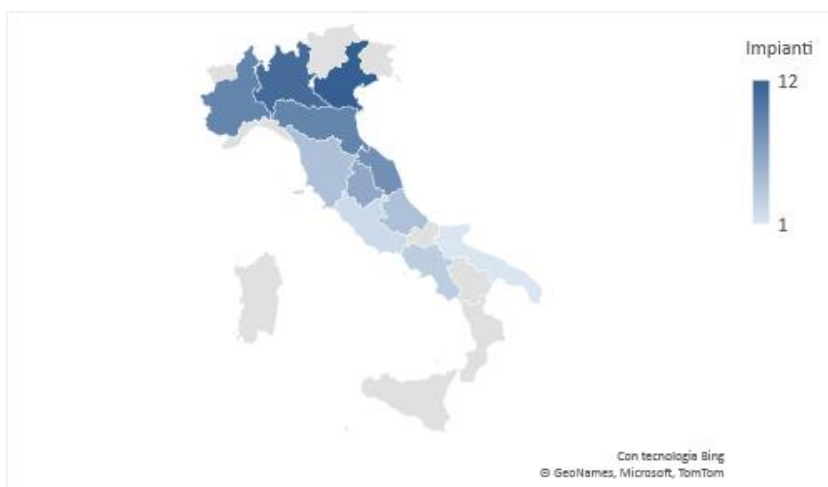 Impianti
12
1
Con tecnologia Bing
© GeoNames, Microsoft, TomTom